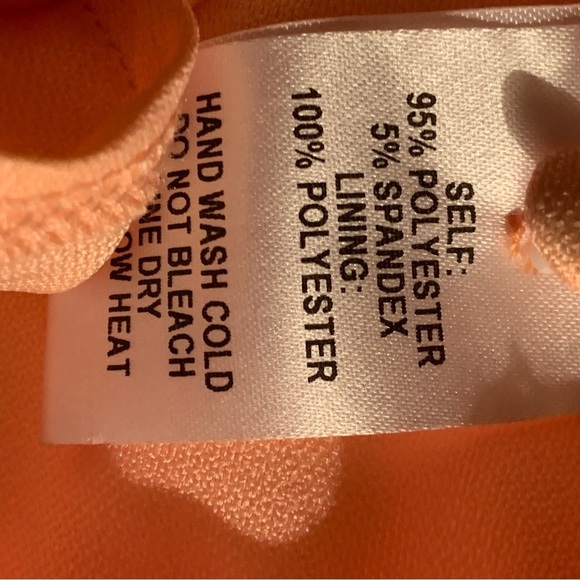 SELF:
95% POLYESTER
5% SPANDEX
LINING:
100% POLYESTER
HAND WASH COLD
DO NOT BLEACH
DRY
HEAT